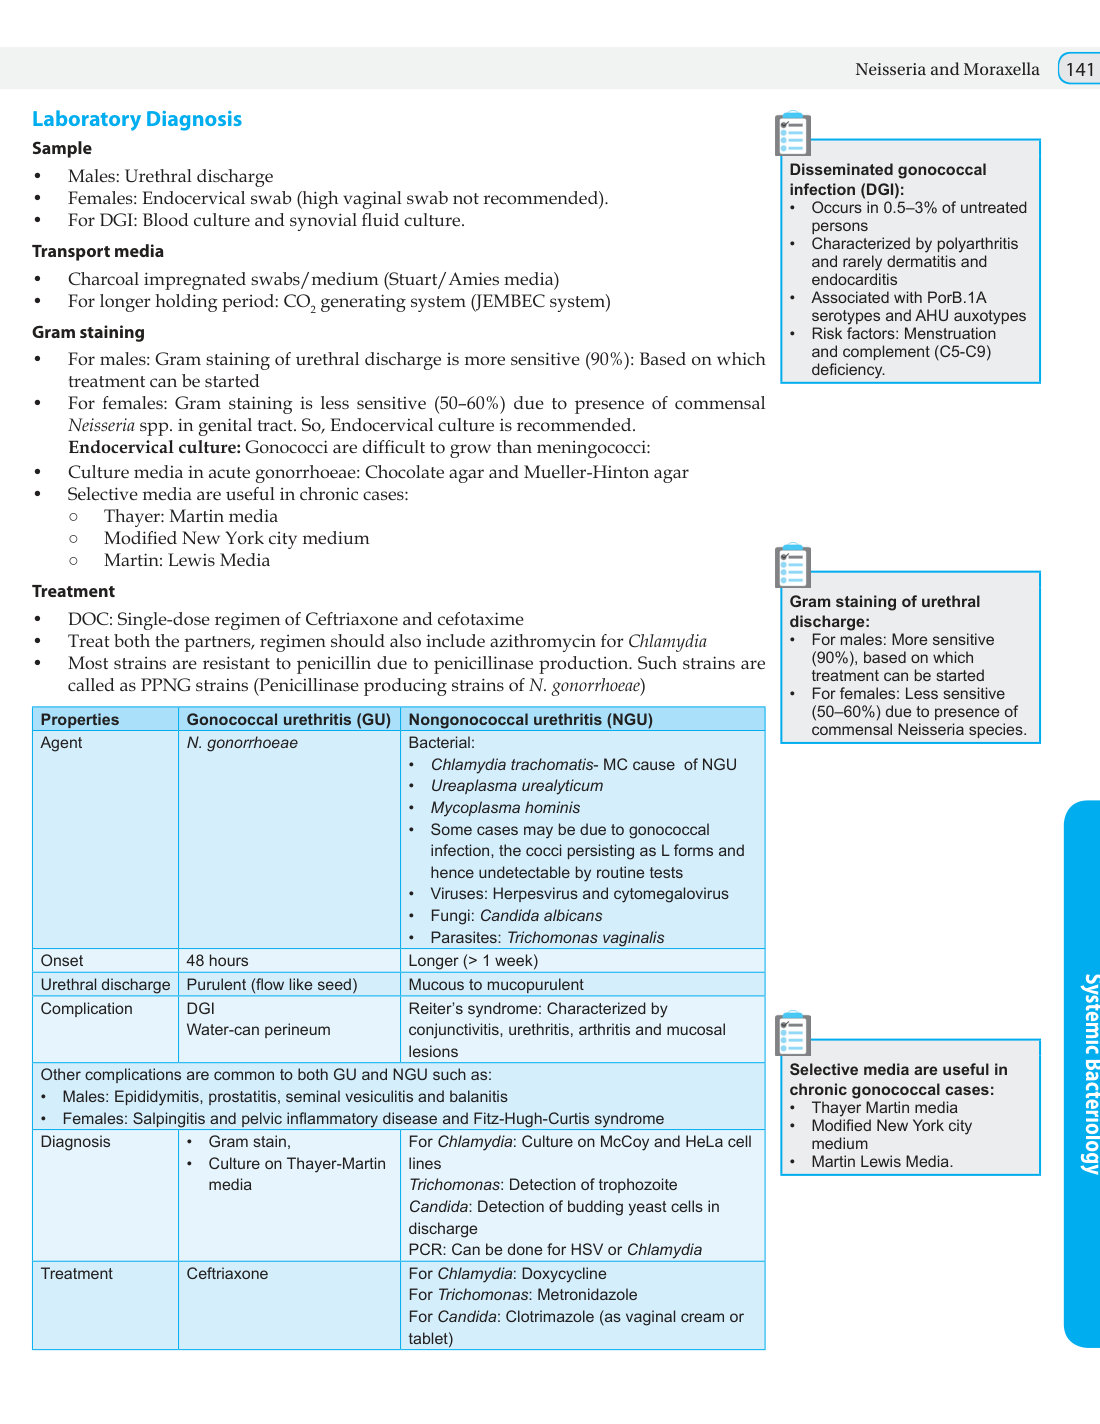 Neisseria and Moraxella 141
Laboratory Diagnosis
Sample
• Males: Urethral discharge
• Females: Endocervical swab (high vaginal swab not recommended).
• For DGI: Blood culture and synovial fluid culture.
Transport media
• Charcoal impregnated swabs/medium (Stuart/Amies media)
• For longer holding period: CO2 generating system (JEMBEC system)
Gram staining
• For males: Gram staining of urethral discharge is more sensitive (90%): Based on which
treatment can be started
• For females: Gram staining is less sensitive (50–60%) due to presence of commensal
Neisseria spp. in genital tract. So, Endocervical culture is recommended.
Endocervical culture: Gonococci are difficult to grow than meningococci:
• Culture media in acute gonorrhoeae: Chocolate agar and Mueller-Hinton agar
• Selective media are useful in chronic cases:
○ Thayer: Martin media
○ Modified New York city medium
○ Martin: Lewis Media
Treatment
• DOC: Single-dose regimen of Ceftriaxone and cefotaxime
• Treat both the partners, regimen should also include azithromycin for Chlamydia
• Most strains are resistant to penicillin due to penicillinase production. Such strains are
called as PPNG strains (Penicillinase producing strains of N. gonorrhoeae)
Properties Gonococcal urethritis (GU) Nongonococcal urethritis (NGU)
Agent N. gonorrhoeae Bacterial:
• Chlamydia trachomatis- MC cause of NGU
• Ureaplasma urealyticum
• Mycoplasma hominis
• Some cases may be due to gonococcal
infection, the cocci persisting as L forms and
hence undetectable by routine tests
• Viruses: Herpesvirus and cytomegalovirus
• Fungi: Candida albicans
• Parasites: Trichomonas vaginalis
Onset 48 hours Longer (> 1 week)
Urethral discharge Purulent (flow like seed) Mucous to mucopurulent
Complication DGI Reiter's syndrome: Characterized by
Water-can perineum conjunctivitis, urethritis, arthritis and mucosal
lesions
Other complications are common to both GU and NGU such as:
• Males: Epididymitis, prostatitis, seminal vesiculitis and balanitis
• Females: Salpingitis and pelvic inflammatory disease and Fitz-Hugh-Curtis syndrome
Diagnosis • Gram stain, For Chlamydia: Culture on McCoy and HeLa cell
• Culture on Thayer-Martin lines
media Trichomonas: Detection of trophozoite
Candida: Detection of budding yeast cells in
discharge
PCR: Can be done for HSV or Chlamydia
Treatment Ceftriaxone For Chlamydia: Doxycycline
For Trichomonas: Metronidazole
For Candida: Clotrimazole (as vaginal cream or
tablet)
Disseminated gonococcal
infection (DGI):
• Occurs in 0.5–3% of untreated
persons
• Characterized by polyarthritis
and rarely dermatitis and
endocarditis
• Associated with PorB.1A
serotypes and AHU auxotypes
• Risk factors: Menstruation
and complement (C5-C9)
deficiency.
Gram staining of urethral
discharge:
• For males: More sensitive
(90%), based on which
treatment can be started
• For females: Less sensitive
(50–60%) due to presence of
commensal Neisseria species.
Selective media are useful in
chronic gonococcal cases:
• Thayer Martin media
• Modified New York city
medium
• Martin Lewis Media.
Systemic Bacteriology